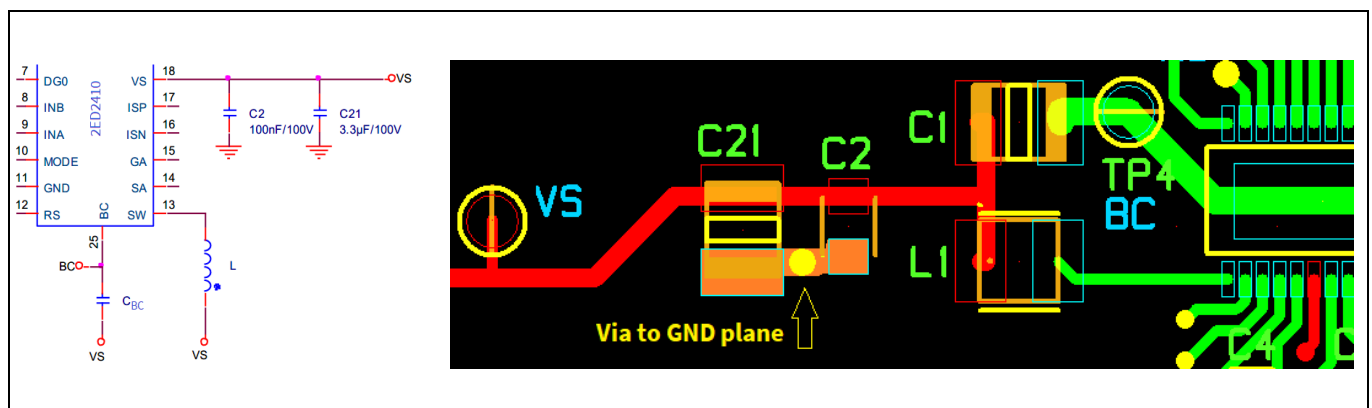 7 DG0
8 INB
9 INA
10 MODE
11 GND
12 RS
2ED2410
VS 18
ISP 17
ISN 16
GA 15
SA 14
SW 13
BC
25
VS
C2
100nF/100V
C21
3.3µF/100V
BC
C_BC
VS
L
VS
VS
C21
C2
C1
TP4
BC
L1
Via to GND plane
C4